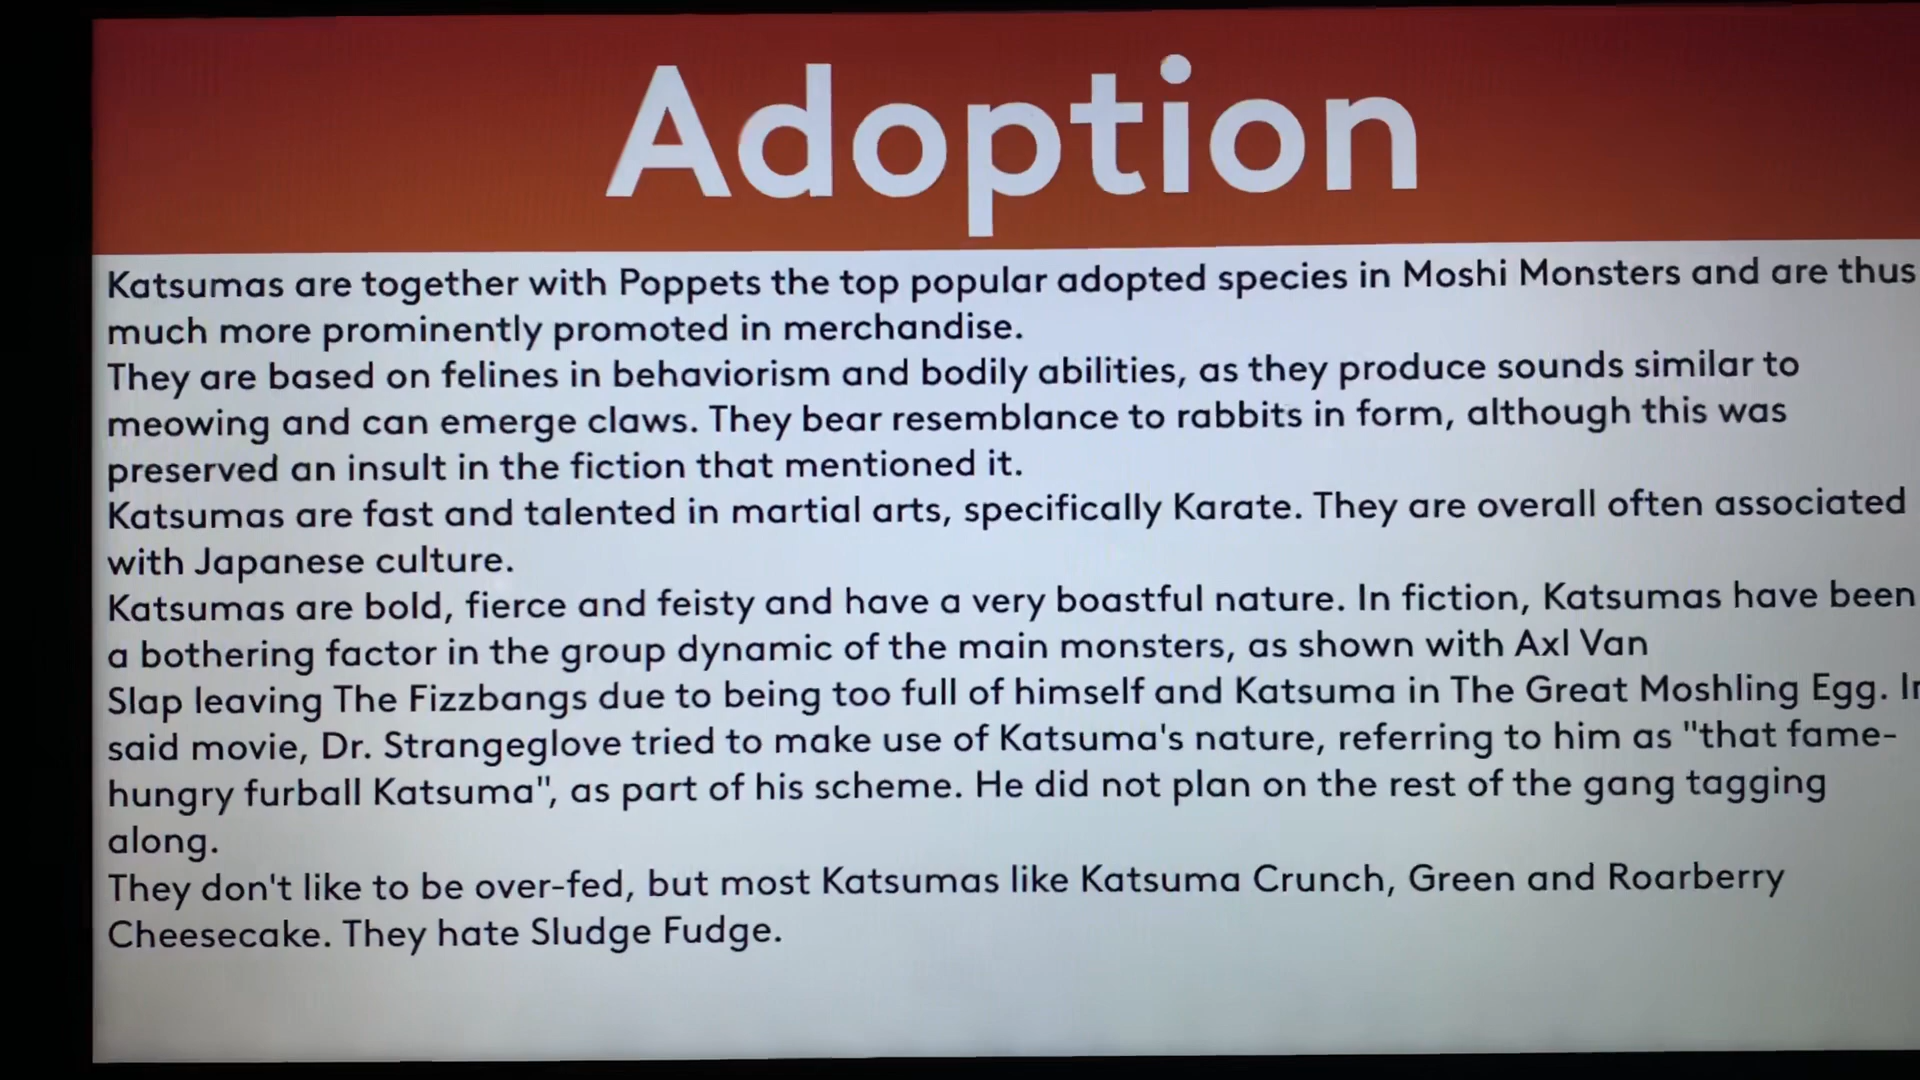 Adoption
Katsumas are together with Poppets the top popular adopted species in Moshi Monsters and are thus
much more prominently promoted in merchandise.
They are based on felines in behaviorism and bodily abilities, as they produce sounds similar to
meowing and can emerge claws. They bear resemblance to rabbits in form, although this was
preserved an insult in the fiction that mentioned it.
Katsumas are fast and talented in martial arts, specifically Karate. They are overall often associated
with Japanese culture.
Katsumas are bold, fierce and feisty and have a very boastful nature. In fiction, Katsumas have been
a bothering factor in the group dynamic of the main monsters, as shown with Axl Van
Slap leaving The Fizzbangs due to being too full of himself and Katsuma in The Great Moshling Egg. In
said movie, Dr. Strangeglove tried to make use of Katsuma's nature, referring to him as "that fame-
hungry furball Katsuma", as part of his scheme. He did not plan on the rest of the gang tagging
along.
They don't like to be over-fed, but most Katsumas like Katsuma Crunch, Green and Roarberry
Cheesecake. They hate Sludge Fudge.